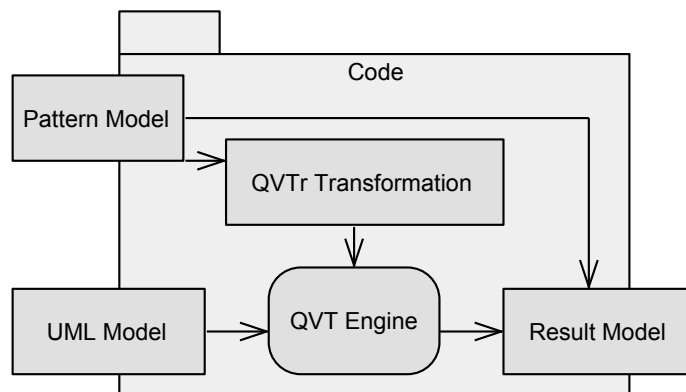 Code
Pattern Model
QVTr Transformation
UML Model
QVT Engine
Result Model